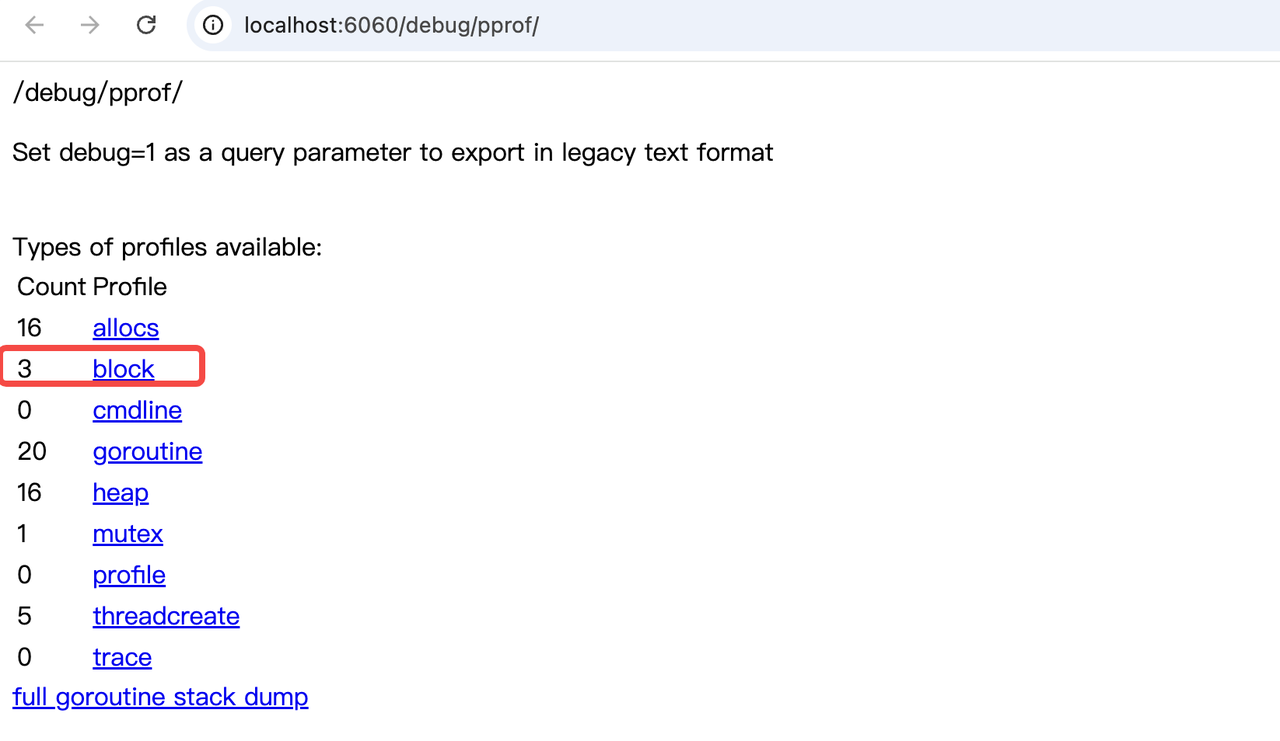 localhost:6060/debug/pprof/
/debug/pprof/
Set debug=1 as a query parameter to export in legacy text format
Types of profiles available:
Count Profile
16 allocs
3 block
0 cmdline
20 goroutine
16 heap
1 mutex
0 profile
5 threadcreate
0 trace
full goroutine stack dump